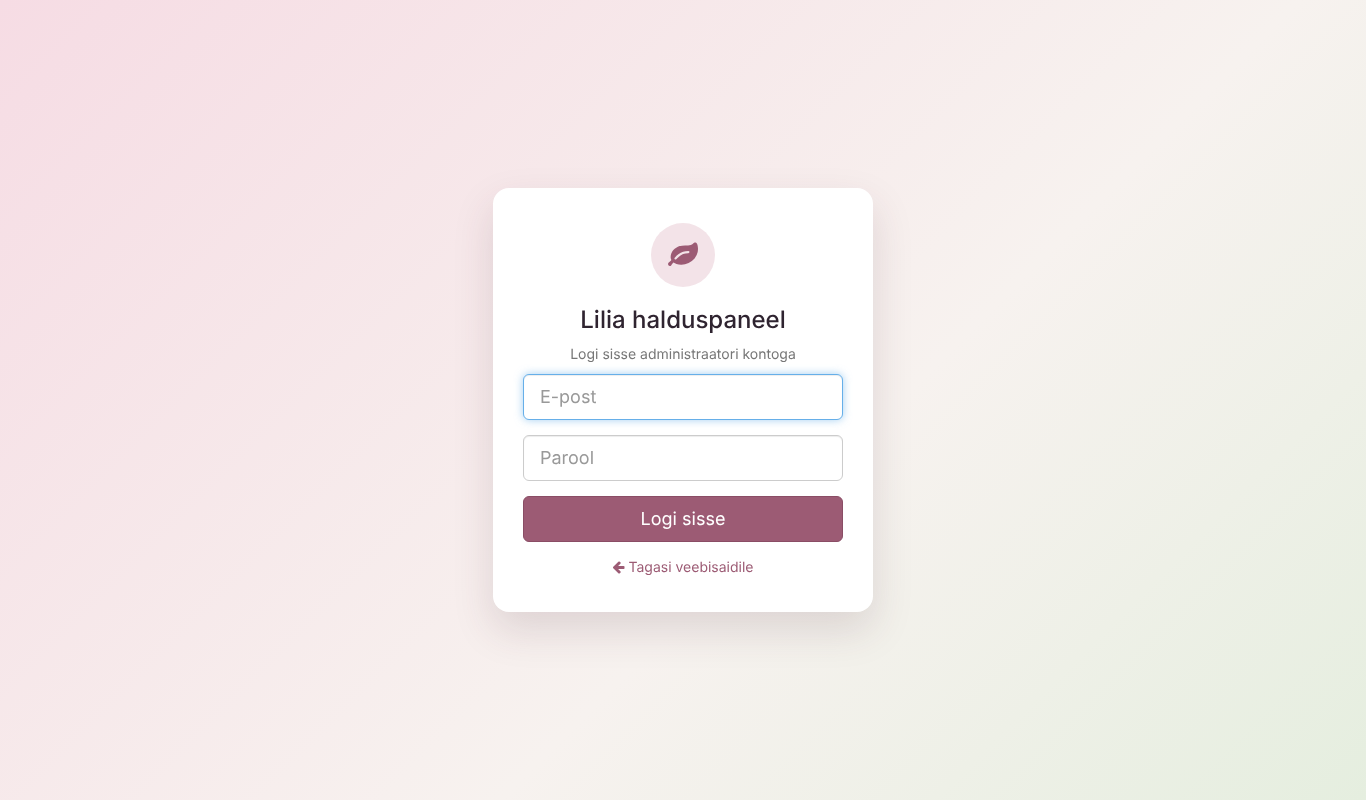 Lilia halduspaneel
Logi sisse administraatori kontoga
E-post
Parool
Logi sisse
Tagasi veebisaidile